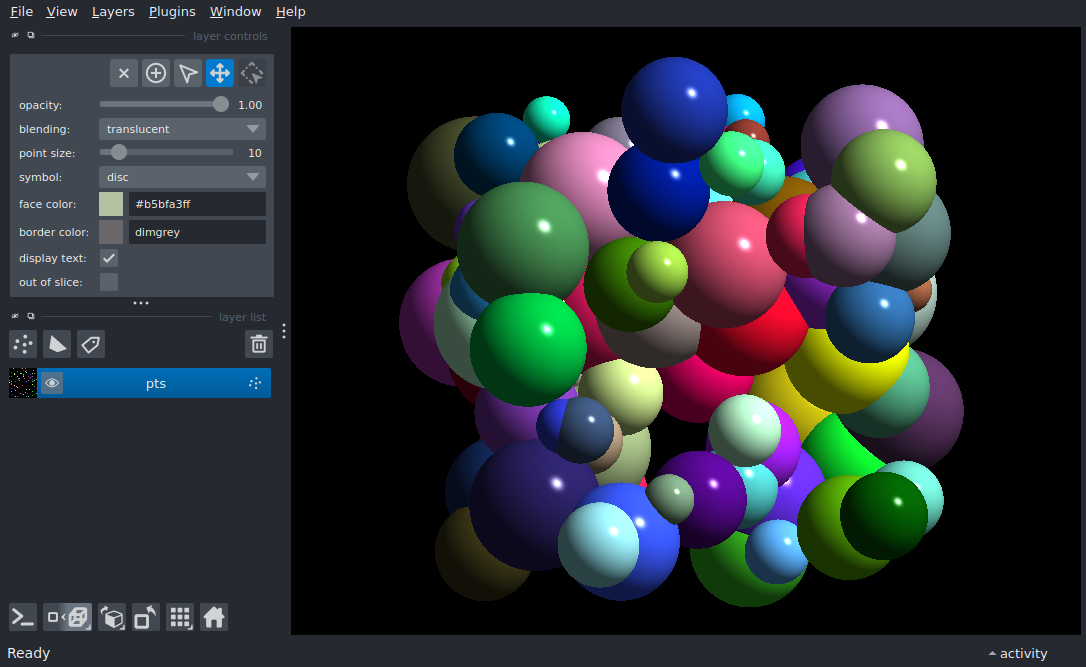 File View Layers Plugins Window Help
layer controls
opacity: 1.00
blending: translucent
point size: 10
symbol: disc
face color: #b5bfa3ff
border color: dimgrey
display text:
out of slice:
layer list
pts
Ready
activity